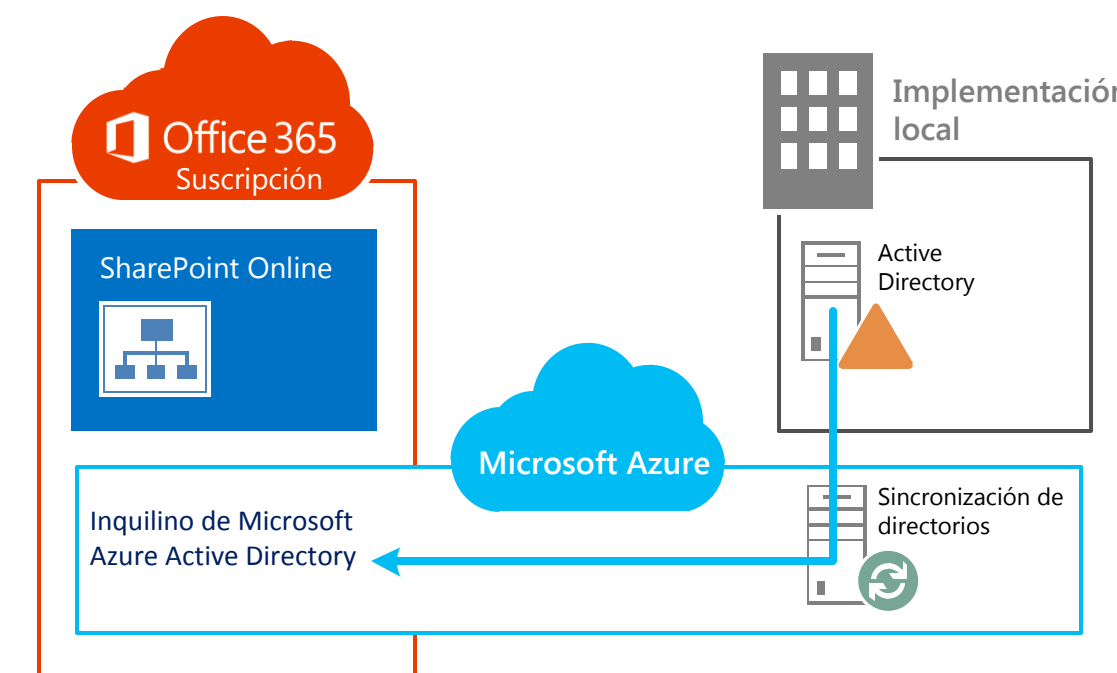 Office 365
Suscripción
SharePoint Online
Implementación
local
Active
Directory
Microsoft Azure
Inquilino de Microsoft
Azure Active Directory
Sincronización de
directorios